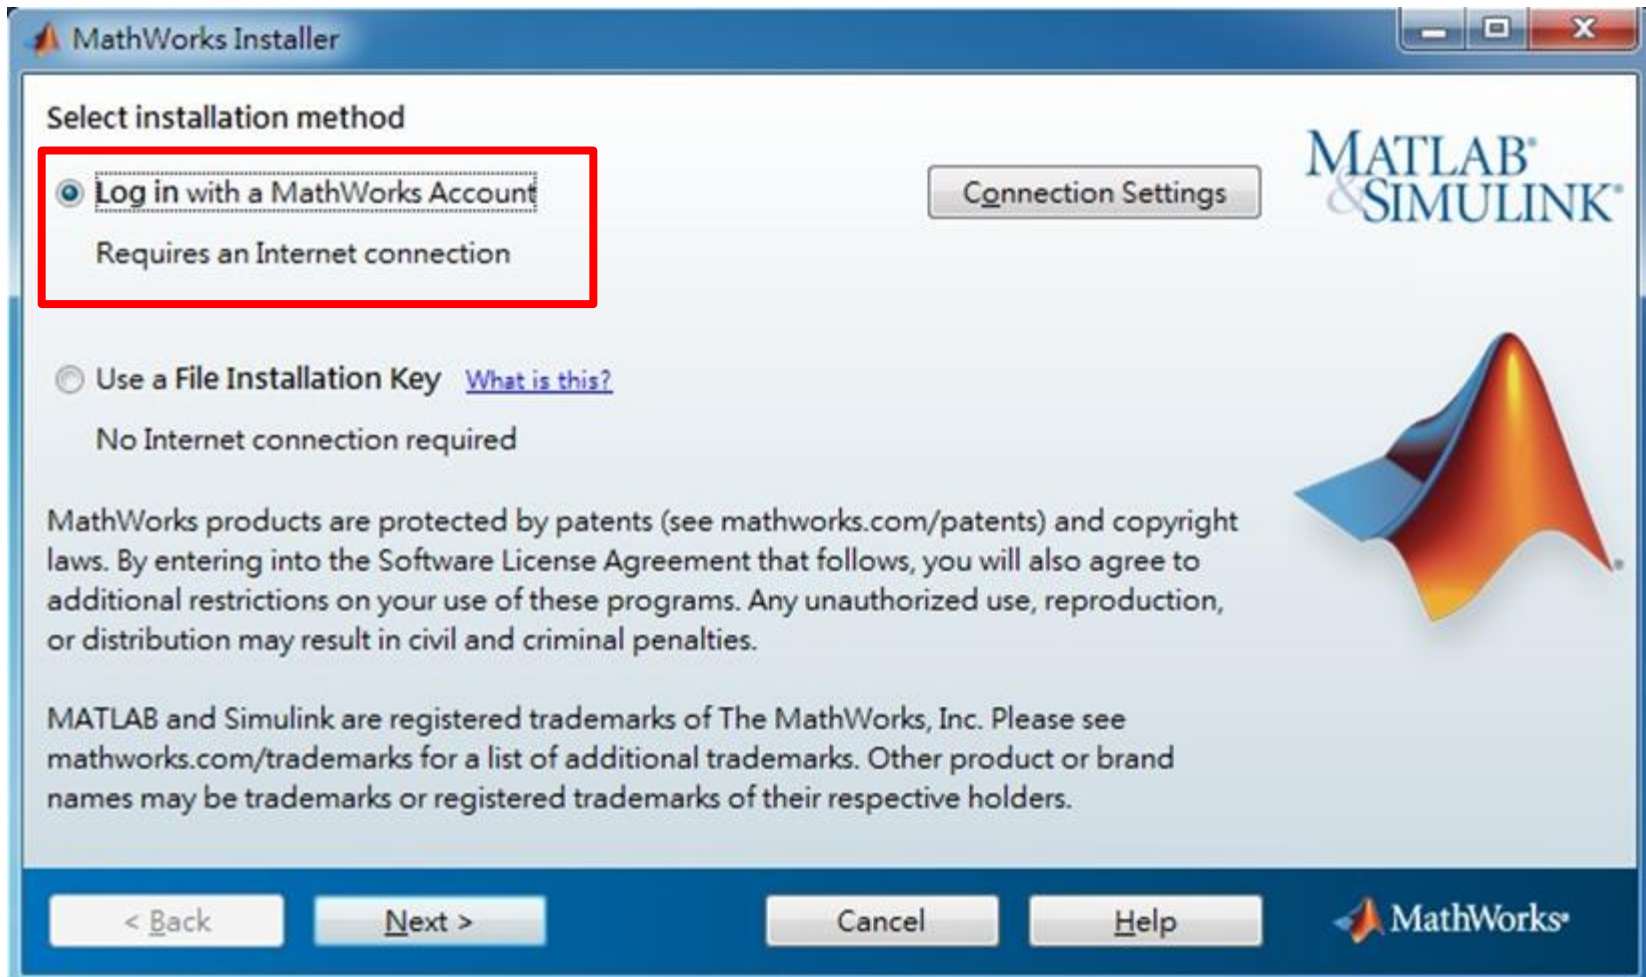 MathWorks Installer
Select installation method
Log in with a MathWorks Account
Connection Settings
MATLAB®
&SIMULINK®
Requires an Internet connection
Use a File Installation Key What is this?
No Internet connection required
MathWorks products are protected by patents (see mathworks.com/patents) and copyright
laws. By entering into the Software License Agreement that follows, you will also agree to
additional restrictions on your use of these programs. Any unauthorized use, reproduction,
or distribution may result in civil and criminal penalties.
MATLAB and Simulink are registered trademarks of The MathWorks, Inc. Please see
mathworks.com/trademarks for a list of additional trademarks. Other product or brand
names may be trademarks or registered trademarks of their respective holders.
< Back
Next >
Cancel
Help
MathWorks®